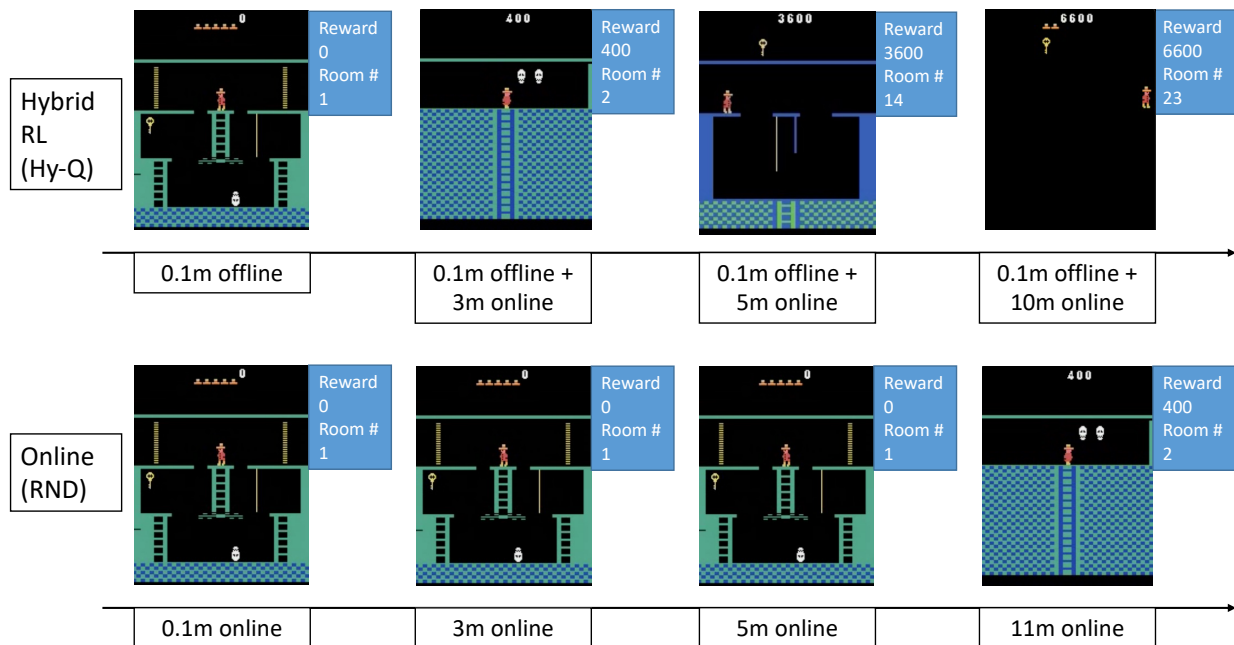 0
Reward
0
Room #
1
400
Reward
400
Room #
2
3600
Reward
3600
Room #
14
6600
Reward
6600
Room #
23
Hybrid
RL
(Hy-Q)
0.1m offline
0.1m offline +
3m online
0.1m offline +
5m online
0.1m offline +
10m online
0
Reward
0
Room #
1
0
Reward
0
Room #
1
0
Reward
0
Room #
1
400
Reward
400
Room #
2
Online
(RND)
0.1m online
3m online
5m online
11m online